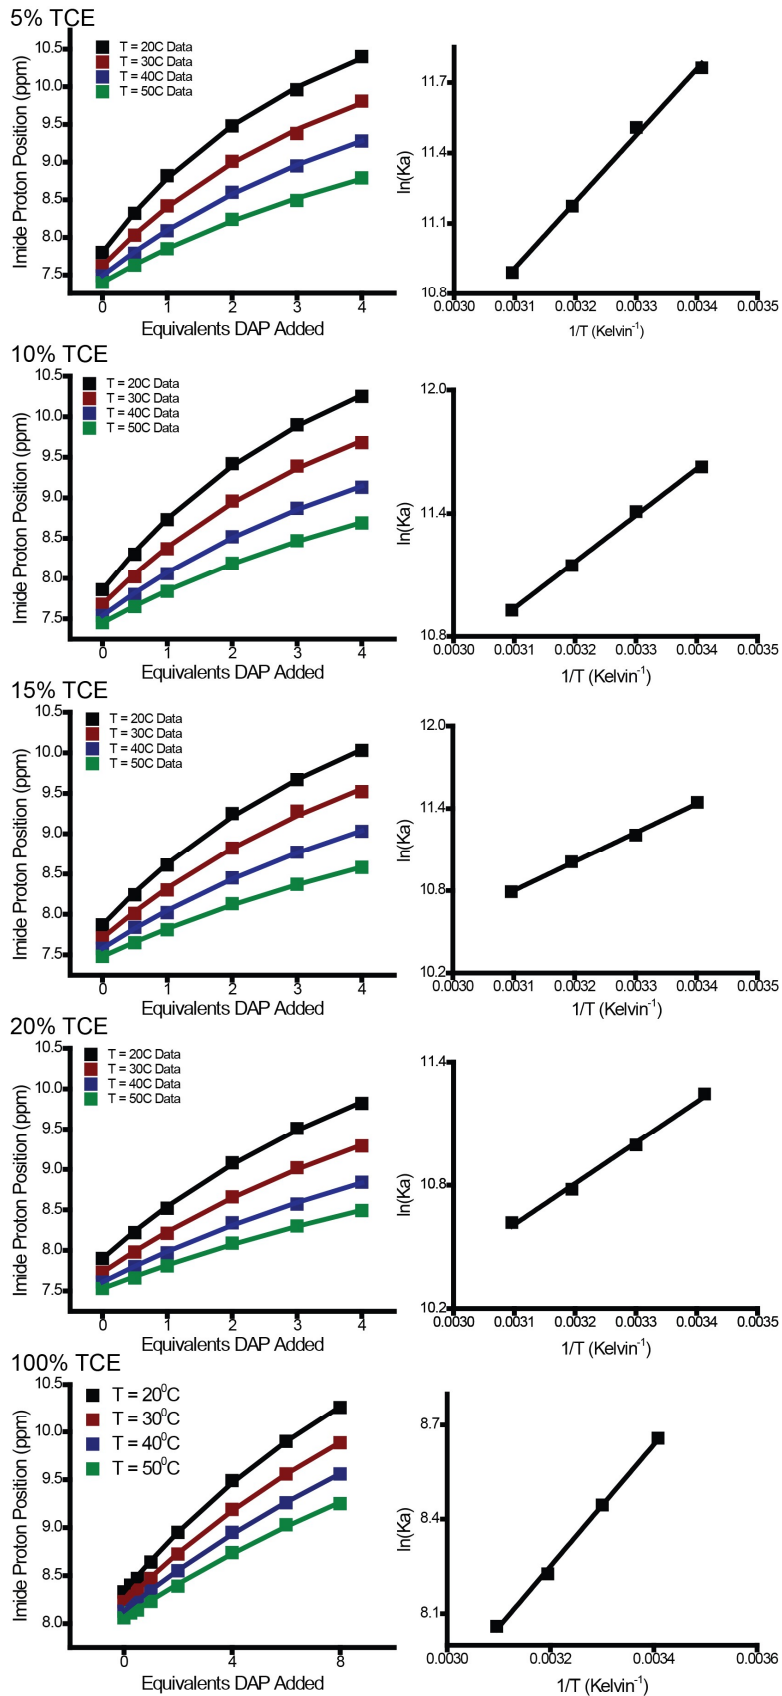 5% TCE
10.5
10.0
9.5
9.0
8.5
8.0
7.5
T = 20C Data
T = 30C Data
T = 40C Data
T = 50C Data
Imide Proton Position (ppm)
0 1 2 3 4
Equivalents DAP Added
11.7
11.4
11.1
10.8
ln(Ka)
0.0030 0.0031 0.0032 0.0033 0.0034 0.0035
1/T (Kelvin-1)
10% TCE
10.5
10.0
9.5
9.0
8.5
8.0
7.5
T = 20C Data
T = 30C Data
T = 40C Data
T = 50C Data
Imide Proton Position (ppm)
0 1 2 3 4
Equivalents DAP Added
12.0
11.4
10.8
ln(Ka)
0.0030 0.0031 0.0032 0.0033 0.0034 0.0035
1/T (Kelvin-1)
15% TCE
10.5
10.0
9.5
9.0
8.5
8.0
7.5
T = 20C Data
T = 30C Data
T = 40C Data
T = 50C Data
Imide Proton Position (ppm)
0 1 2 3 4
Equivalents DAP Added
12.0
11.4
10.8
10.2
ln(Ka)
0.0030 0.0031 0.0032 0.0033 0.0034 0.0035
1/T (Kelvin-1)
20% TCE
10.5
10.0
9.5
9.0
8.5
8.0
7.5
T = 20C Data
T = 30C Data
T = 40C Data
T = 50C Data
Imide Proton Position (ppm)
0 1 2 3 4
Equivalents DAP Added
11.4
10.8
10.2
ln(Ka)
0.0030 0.0031 0.0032 0.0033 0.0034 0.0035
1/T (Kelvin-1)
100% TCE
10.5
10.0
9.5
9.0
8.5
8.0
T = 20⁰C
T = 30⁰C
T = 40⁰C
T = 50⁰C
Imide Proton Position (ppm)
0 4 8
Equivalents DAP Added
8.7
8.4
8.1
ln(Ka)
0.0030 0.0032 0.0034 0.0036
1/T (Kelvin-1)